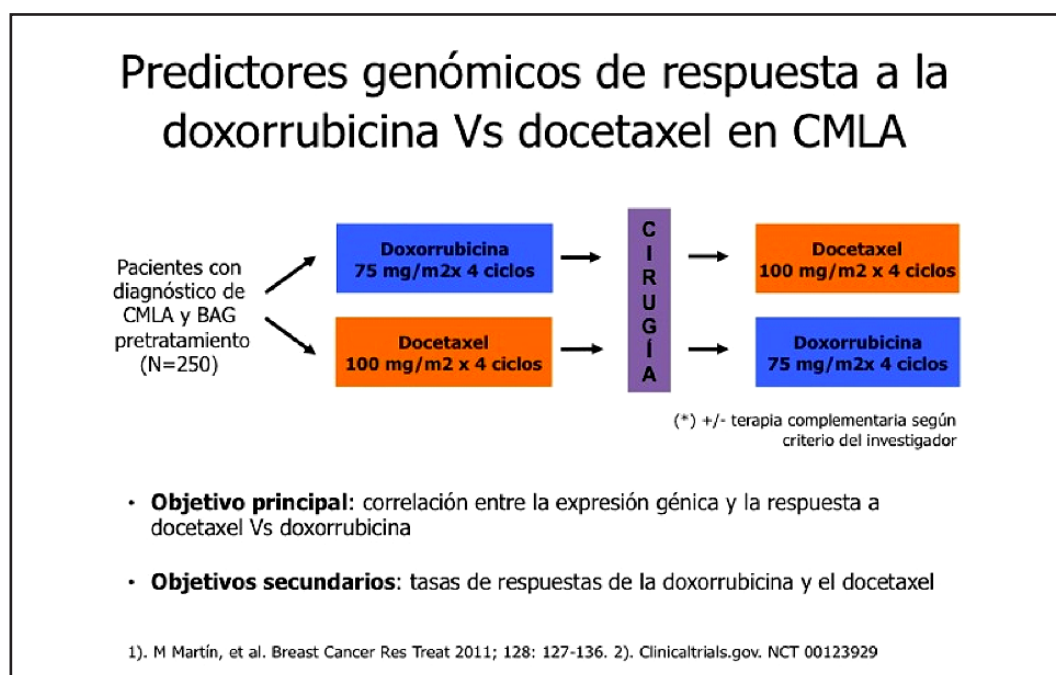 Predictores genómicos de respuesta a la
doxorrubicina Vs docetaxel en CMLA
Pacientes con
diagnóstico de
CMLA y BAG
pretratamiento
(N=250)
Doxorrubicina
75 mg/m2x 4 ciclos
Docetaxel
100 mg/m2 x 4 ciclos
CIRUGÍA
Docetaxel
100 mg/m2 x 4 ciclos
Doxorrubicina
75 mg/m2x 4 ciclos
(*) +/- terapia complementaria según
criterio del investigador
• Objetivo principal: correlación entre la expresión génica y la respuesta a
docetaxel Vs doxorrubicina
• Objetivos secundarios: tasas de respuestas de la doxorrubicina y el docetaxel
1). M Martín, et al. Breast Cancer Res Treat 2011; 128: 127-136. 2). Clinicaltrials.gov. NCT 00123929